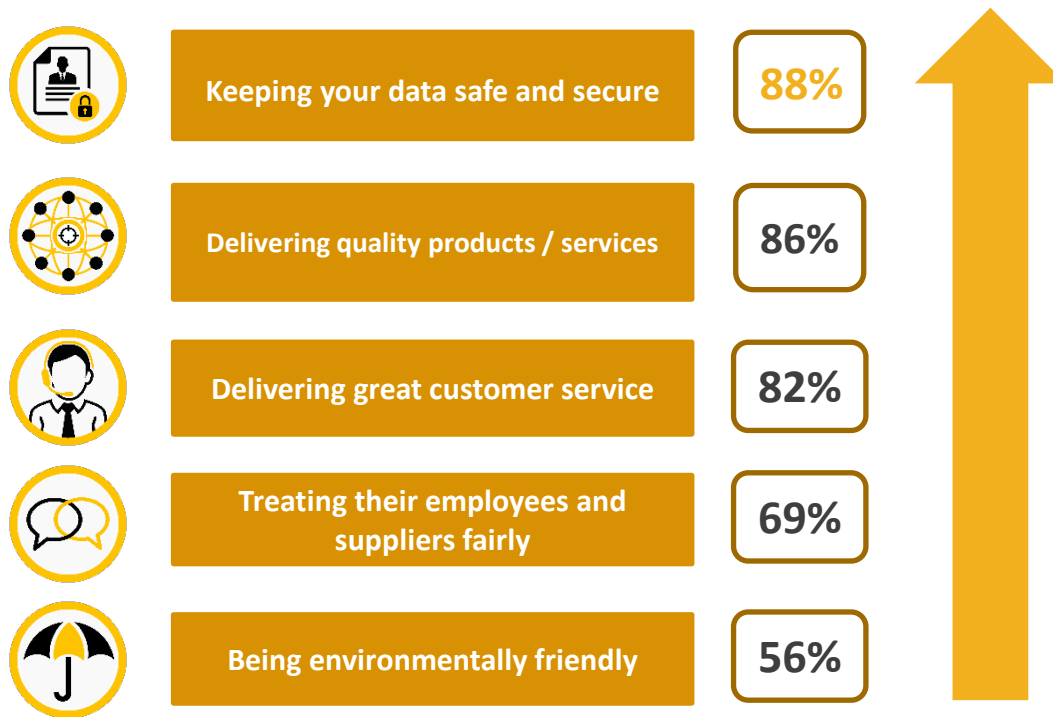 Keeping your data safe and secure
88%
Delivering quality products / services
86%
Delivering great customer service
82%
Treating their employees and
suppliers fairly
69%
Being environmentally friendly
56%